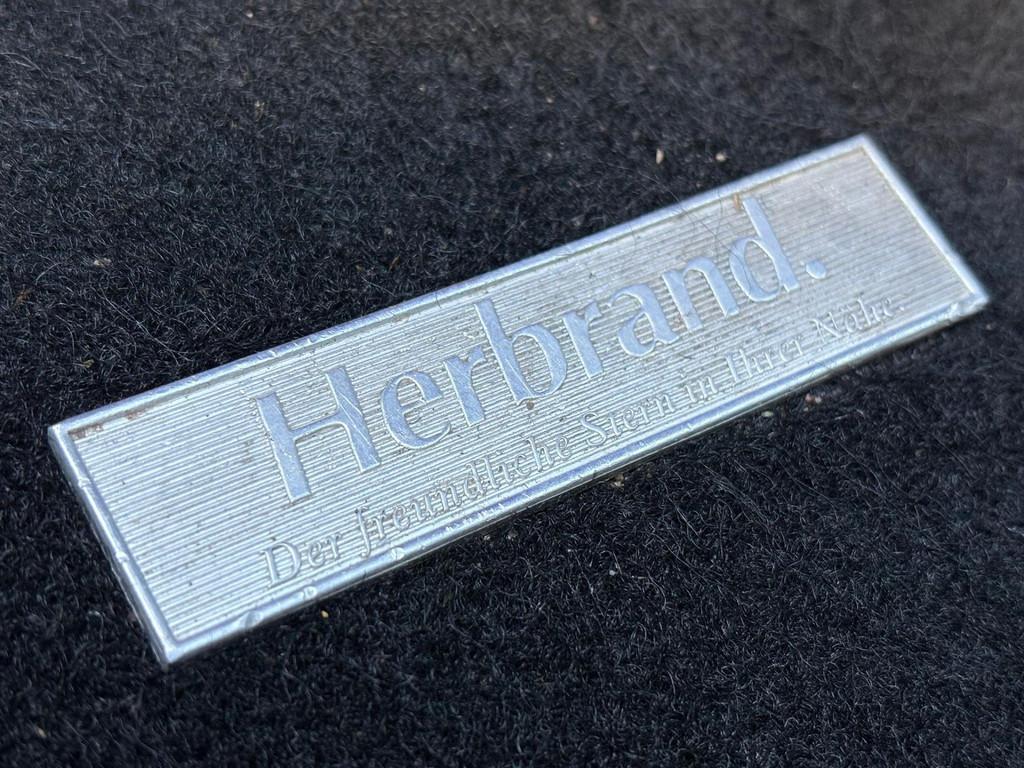 Herbrand.
Der freundliche Stern in Ihrer Nähe.